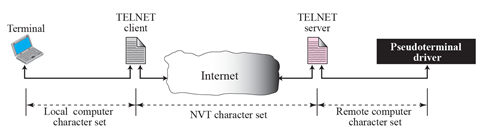 Terminal
TELNET
client
TELNET
server
Pseudoterminal
driver
Internet
Local computer
character set
NVT character set
Remote computer
character set